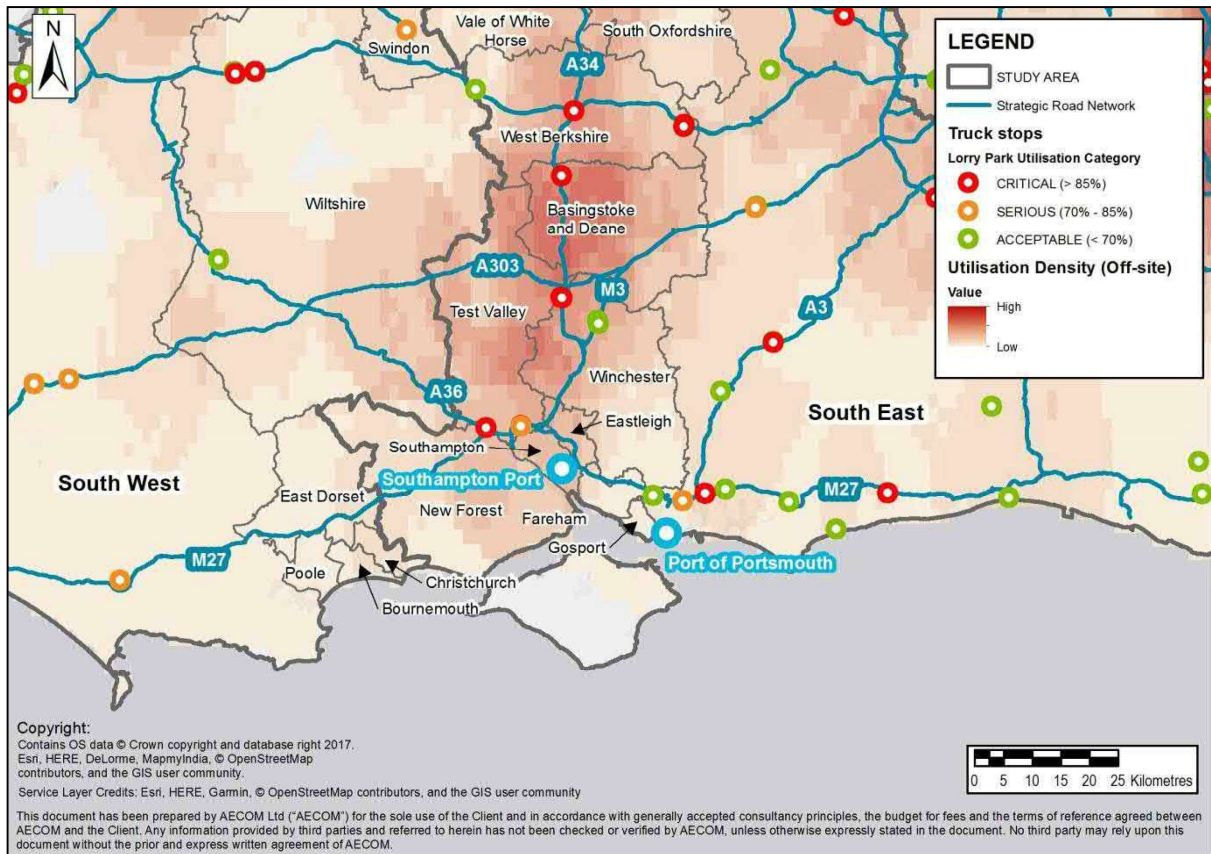 N
Vale of White
Horse
South Oxfordshire
Swindon
A34
West Berkshire
Wiltshire
Basingstoke
and Deane
A303
M3
Test Valley
A3
Winchester
A36
Eastleigh
Southampton
South East
South West
Southampton Port
East Dorset
M27
New Forest
Fareham
Gosport
Port of Portsmouth
M27
Poole
Christchurch
Bournemouth
LEGEND
STUDY AREA
Strategic Road Network
Truck stops
Lorry Park Utilisation Category
CRITICAL (> 85%)
SERIOUS (70% - 85%)
ACCEPTABLE (< 70%)
Utilisation Density (Off-site)
Value
High
Low
Copyright:
Contains OS data © Crown copyright and database right 2017.
Esri, HERE, DeLorme, MapmyIndia, © OpenStreetMap
contributors, and the GIS user community.
Service Layer Credits: Esri, HERE, Garmin, © OpenStreetMap contributors, and the GIS user community
0 5 10 15 20 25 Kilometres
This document has been prepared by AECOM Ltd ("AECOM") for the sole use of the Client and in accordance with generally accepted consultancy principles, the budget for fees and the terms of reference agreed between
AECOM and the Client. Any information provided by third parties and referred to herein has not been checked or verified by AECOM, unless otherwise expressly stated in the document. No third party may rely upon this
document without the prior and express written agreement of AECOM.